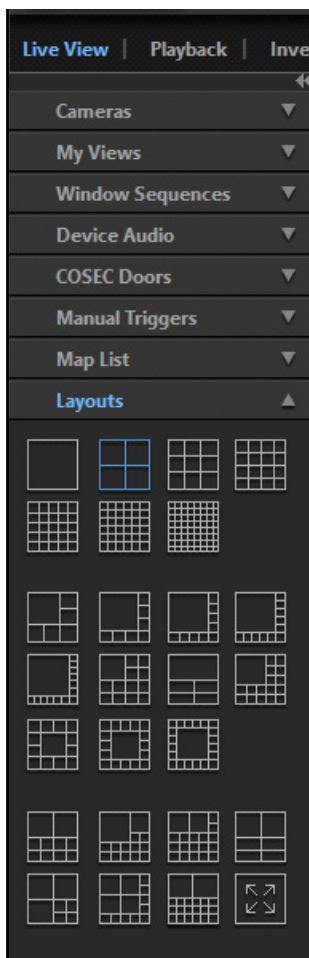 Live View | Playback | Inve
Cameras
My Views
Window Sequences
Device Audio
COSEC Doors
Manual Triggers
Map List
Layouts